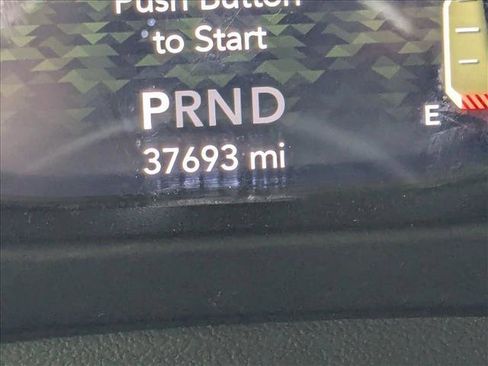 Push Button
to Start
PRND
E
37693 mi